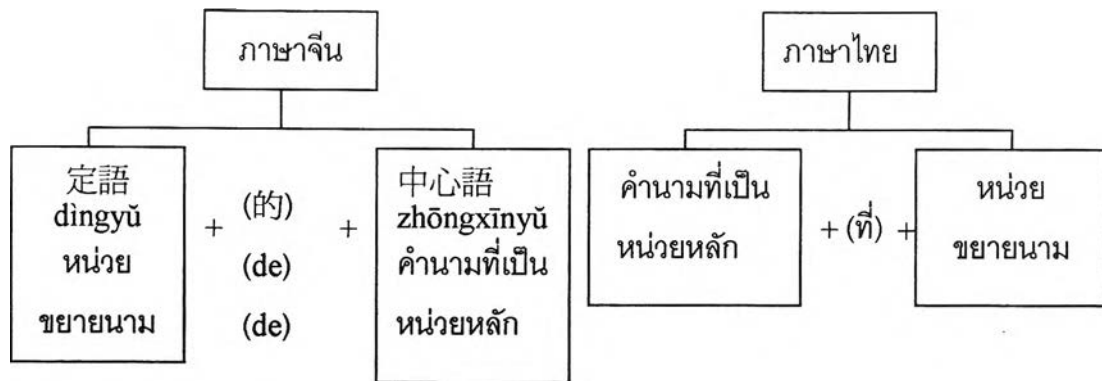 ภาษาจีน
定語
dìngyǔ
หน่วย
ขยายนาม
+
(的)
(de)
(de)
+
中心語
zhōngxīnyǔ
คำนามที่เป็น
หน่วยหลัก
ภาษาไทย
คำนามที่เป็น
หน่วยหลัก
+ (ที่) +
หน่วย
ขยายนาม